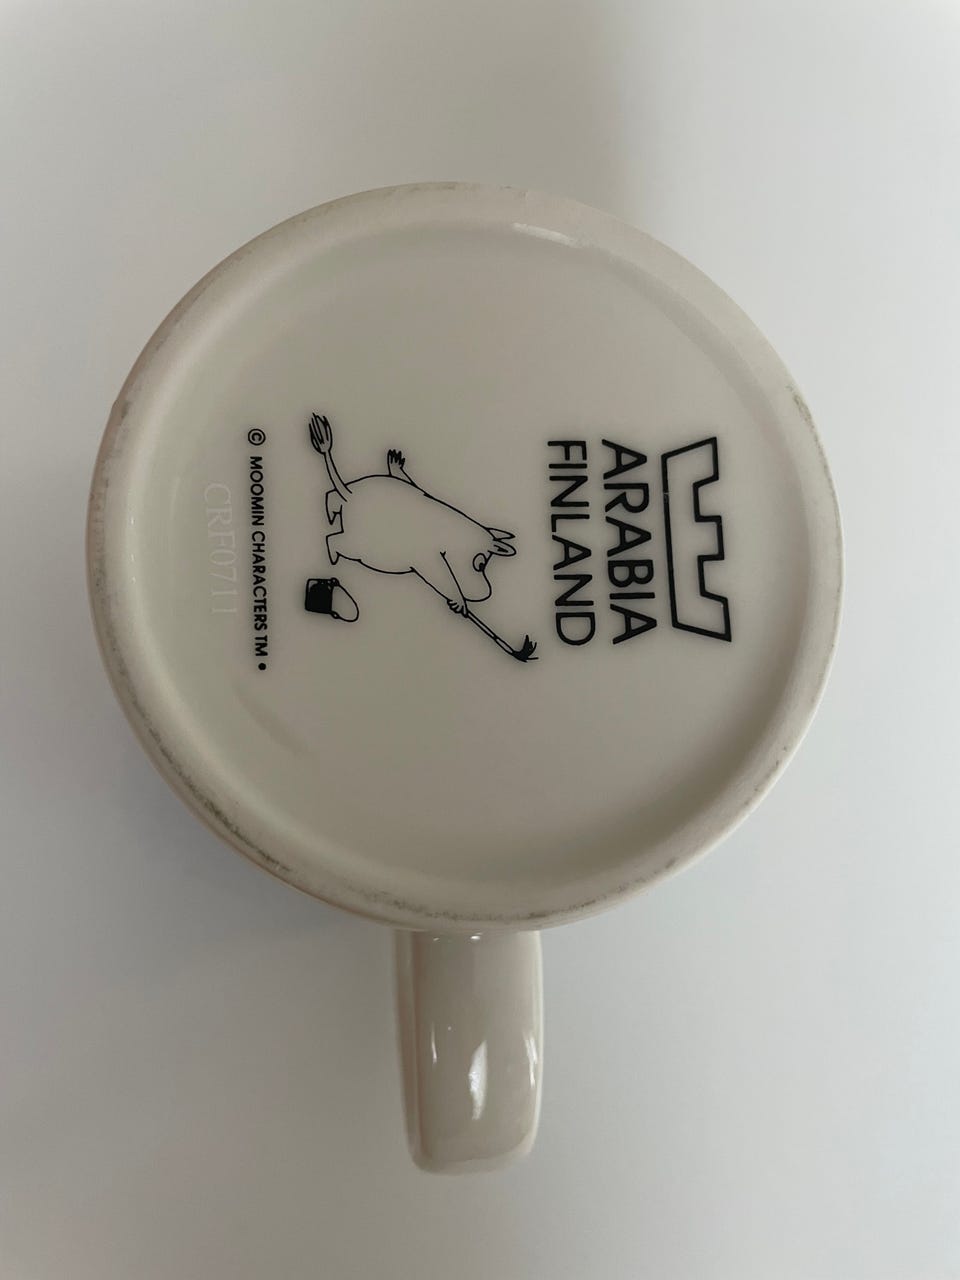 ARABIA
FINLAND
© MOOMIN CHARACTERS TM •
CRF0711